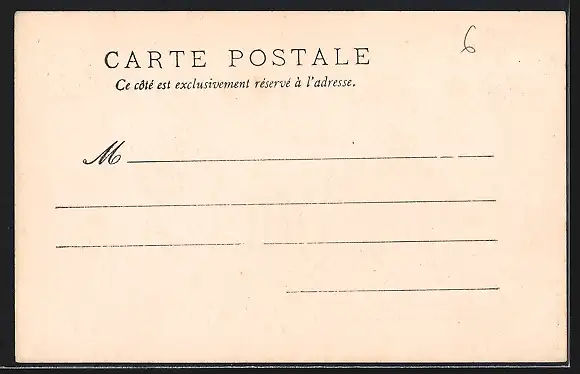 6
CARTE POSTALE
Ce côté est exclusivement réservé à l'adresse.
M